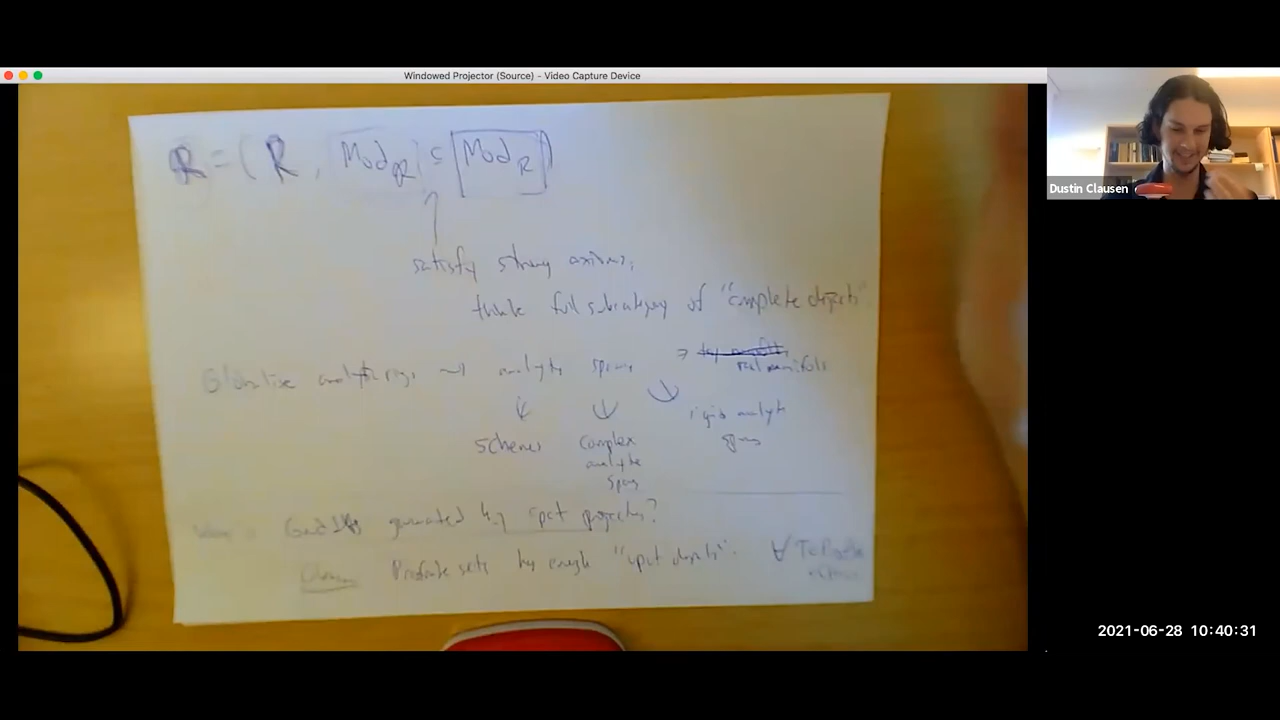 Windowed Projector (Source) - Video Capture Device
R = (R, Mod_R ⊆ Mod_R)
satisfy strong axioms;
think full subcategory of "complete objects"
Globalize analytic rings ⇝ analytic spaces ⇒ real manifolds
schemes complex analytic spaces
rigid analytic spaces
generated by cpct projectives?
Profinite sets by enough "cpct objects". ∀ T ∈
Dustin Clausen
2021-06-28 10:40:31